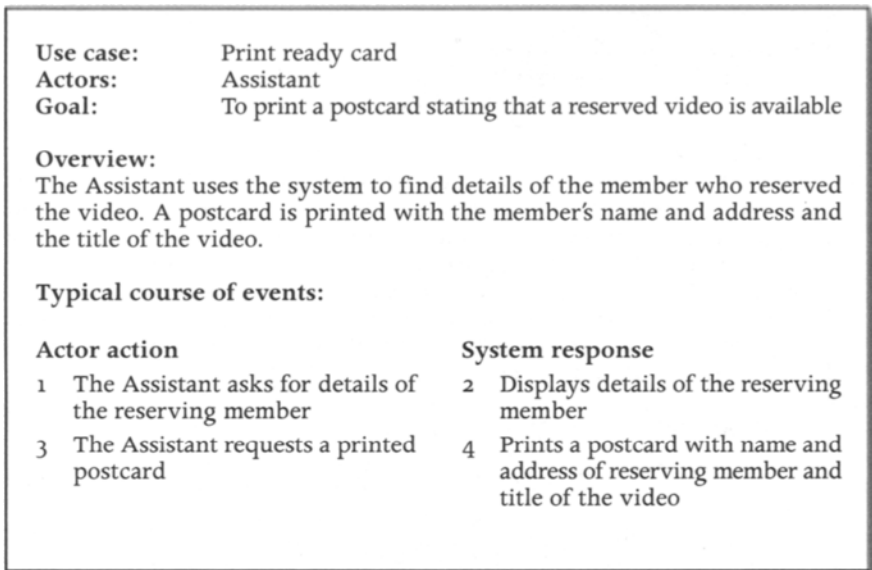 Use case: Print ready card
Actors: Assistant
Goal: To print a postcard stating that a reserved video is available
Overview:
The Assistant uses the system to find details of the member who reserved
the video. A postcard is printed with the member's name and address and
the title of the video.
Typical course of events:
Actor action
1 The Assistant asks for details of
the reserving member
3 The Assistant requests a printed
postcard
System response
2 Displays details of the reserving
member
4 Prints a postcard with name and
address of reserving member and
title of the video